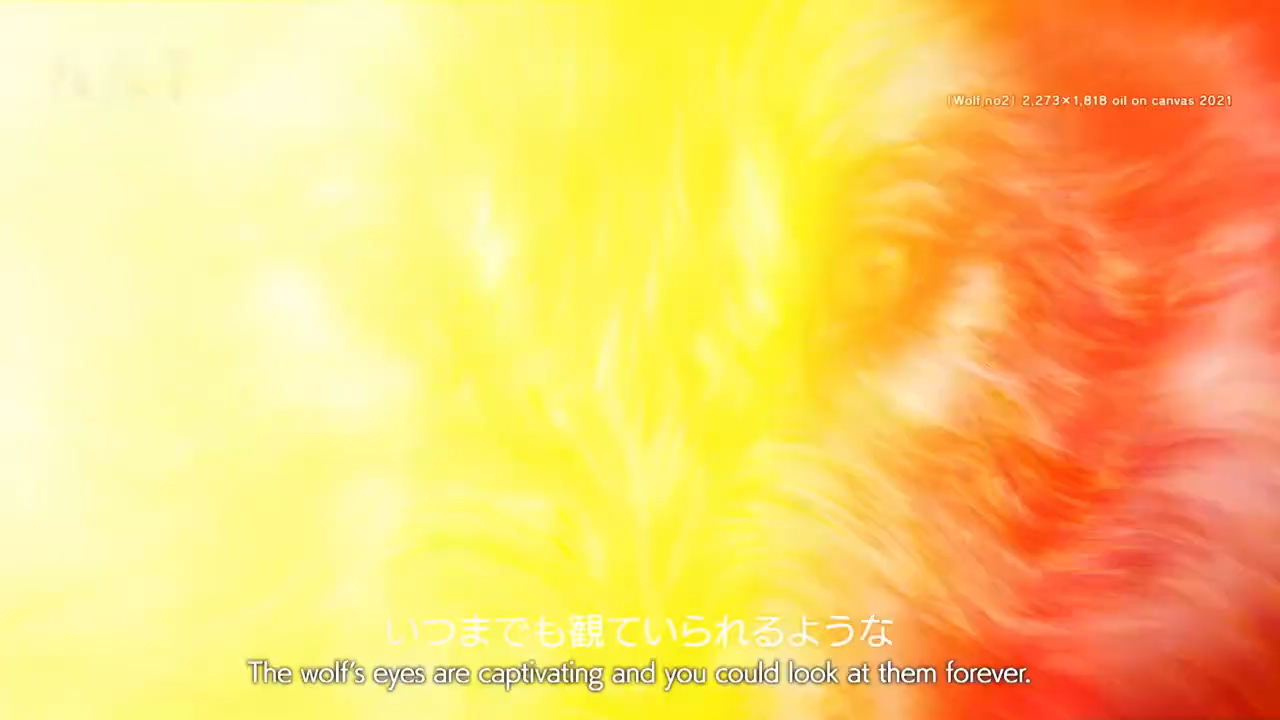 「Wolf,no2」 2,273×1,818 oil on canvas 2021
いつまでも観ていられるような
The wolf's eyes are captivating and you could look at them forever.